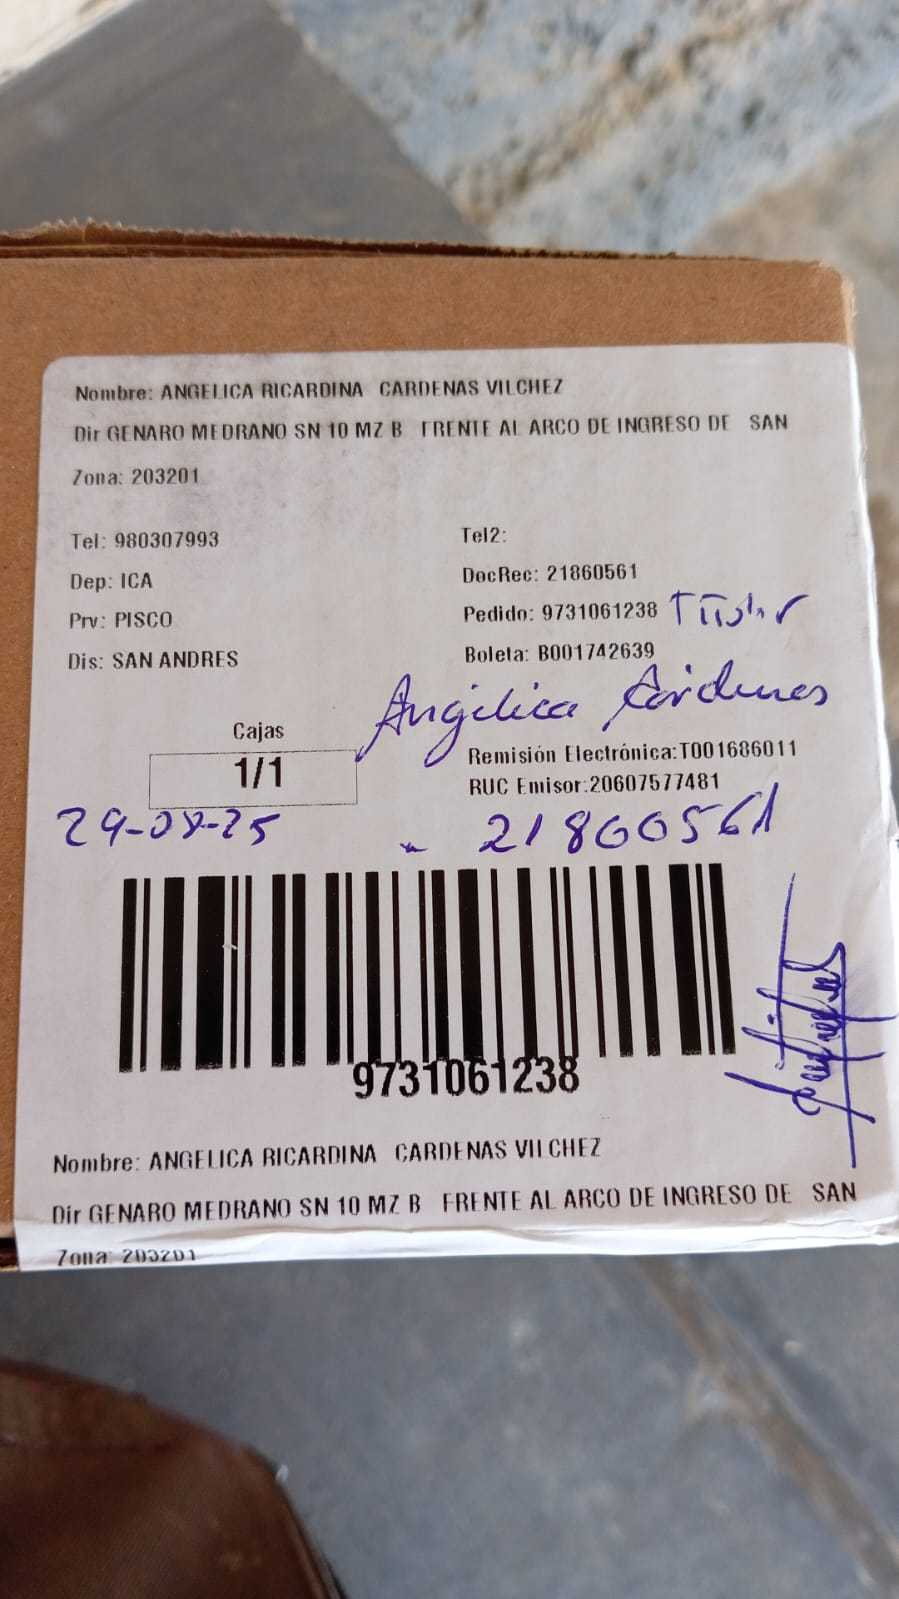 Nombre: ANGELICA RICARDINA CARDENAS VILCHEZ
Dir GENARO MEDRANO SN 10 MZ B FRENTE AL ARCO DE INGRESO DE SAN
Zona: 203201
Tel: 980307993
Tel2:
Dep: ICA
DocRec: 21860561
Prv: PISCO
Pedido: 9731061238
Dis: SAN ANDRES
Boleta: B001742639
Angelica Cardenas
Cajas
1/1
Remisión Electrónica:T001686011
RUC Emisor:20607577481
29-08-25
21860561
9731061238
Nombre: ANGELICA RICARDINA CARDENAS VILCHEZ
Dir GENARO MEDRANO SN 10 MZ B FRENTE AL ARCO DE INGRESO DE SAN
Zona: 203201